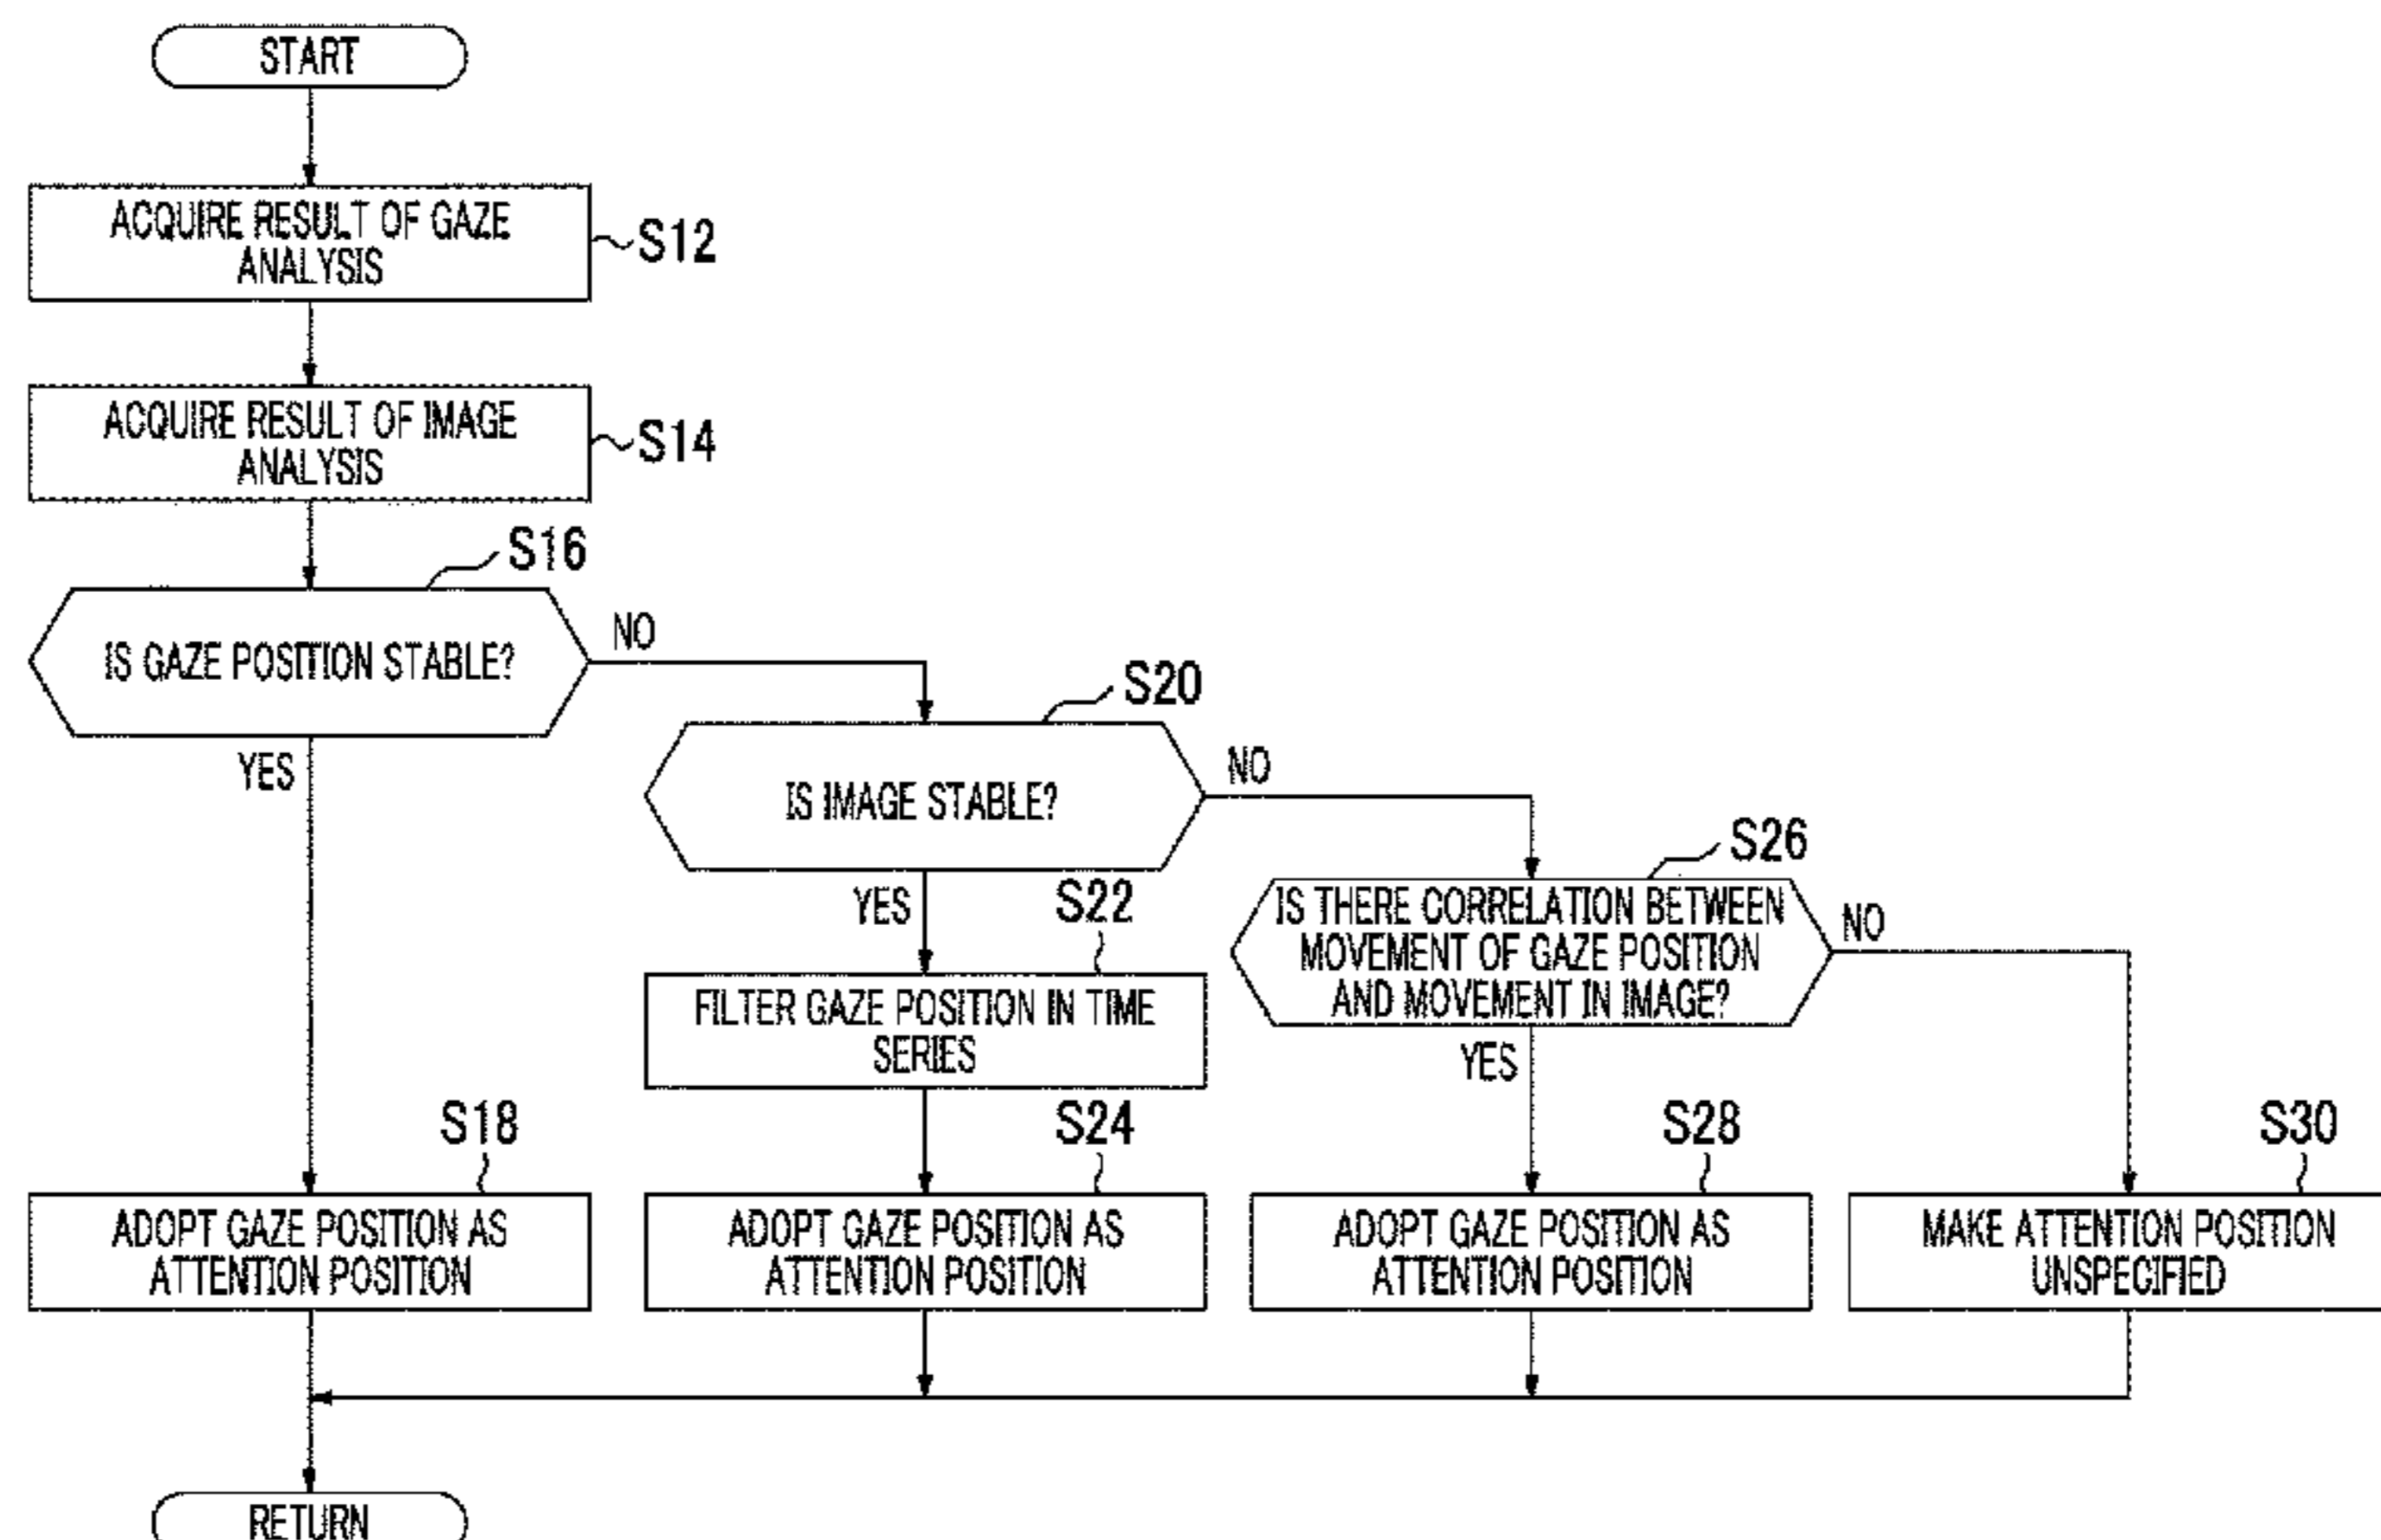 START
ACQUIRE RESULT OF GAZE
ANALYSIS
S12
ACQUIRE RESULT OF IMAGE
ANALYSIS
S14
S16
IS GAZE POSITION STABLE?
NO
YES
S20
IS IMAGE STABLE?
NO
YES
S22
FILTER GAZE POSITION IN TIME
SERIES
S26
IS THERE CORRELATION BETWEEN
MOVEMENT OF GAZE POSITION
AND MOVEMENT IN IMAGE?
NO
YES
S18
ADOPT GAZE POSITION AS
ATTENTION POSITION
S24
ADOPT GAZE POSITION AS
ATTENTION POSITION
S28
ADOPT GAZE POSITION AS
ATTENTION POSITION
S30
MAKE ATTENTION POSITION
UNSPECIFIED
RETURN